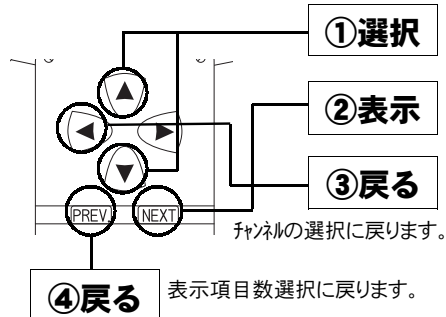 ①選択
②表示
③戻る
PREV
NEXT
ﾁｬﾝﾈﾙの選択に戻ります。
④戻る
表示項目数選択に戻ります。